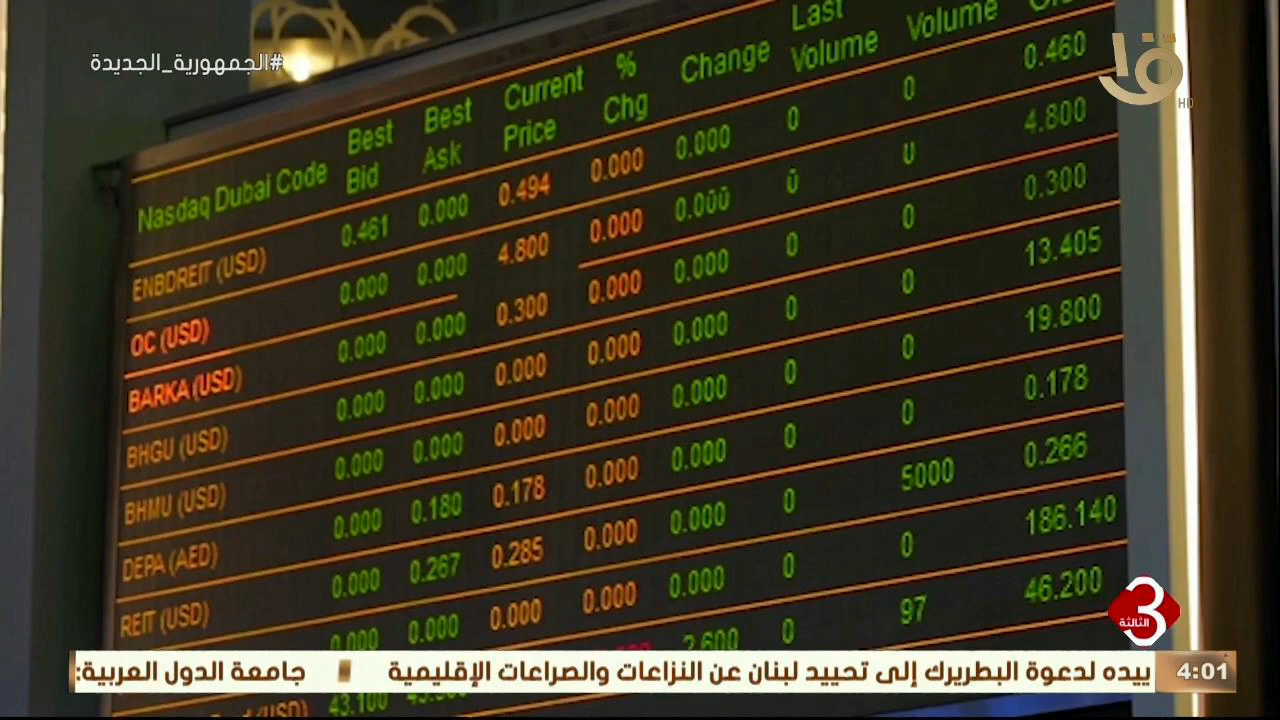 #الجمهورية_الجديدة
HD
Nasdaq Dubai Code Best Bid Best Ask Current Price % Chg Change Last Volume Volume
ENBDREIT (USD) 0.461 0.000 0.494 0.000 0.000 0 0 0.460
OC (USD) 0.000 0.000 4.800 0.000 0.000 0 0 4.800
BARKA (USD) 0.000 0.000 0.300 0.000 0.000 0 0 0.300
BHGU (USD) 0.000 0.000 0.000 0.000 0.000 0 0 13.405
BHMU (USD) 0.000 0.000 0.000 0.000 0.000 0 0 19.800
DEPA (AED) 0.000 0.180 0.178 0.000 0.000 0 0 0.178
REIT (USD) 0.000 0.267 0.285 0.000 0.000 0 5000 0.266
0.000 0.000 0.000 0.000 0.000 0 0 186.140
(USD) 43.100 2.600 0 97 46.200
3 الثالثة
4:01 ييده لدعوة البطريرك إلى تحييد لبنان عن النزاعات والصراعات الإقليمية جامعة الدول العربية: